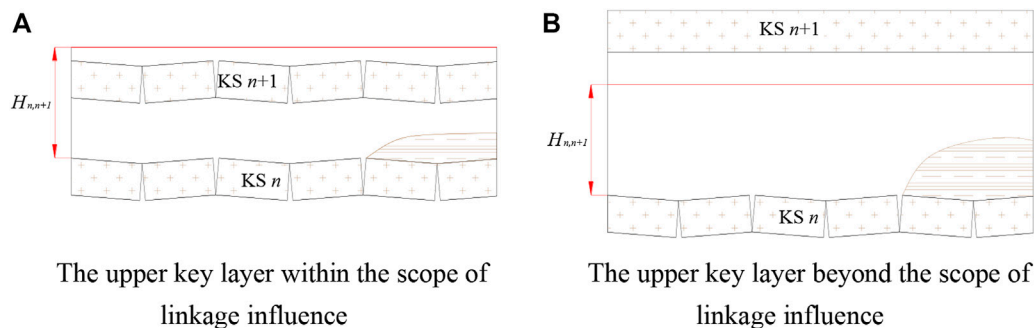 A
KS n+1
H n,n+1
KS n
The upper key layer within the scope of
linkage influence
B
KS n+1
H n,n+1
KS n
The upper key layer beyond the scope of
linkage influence